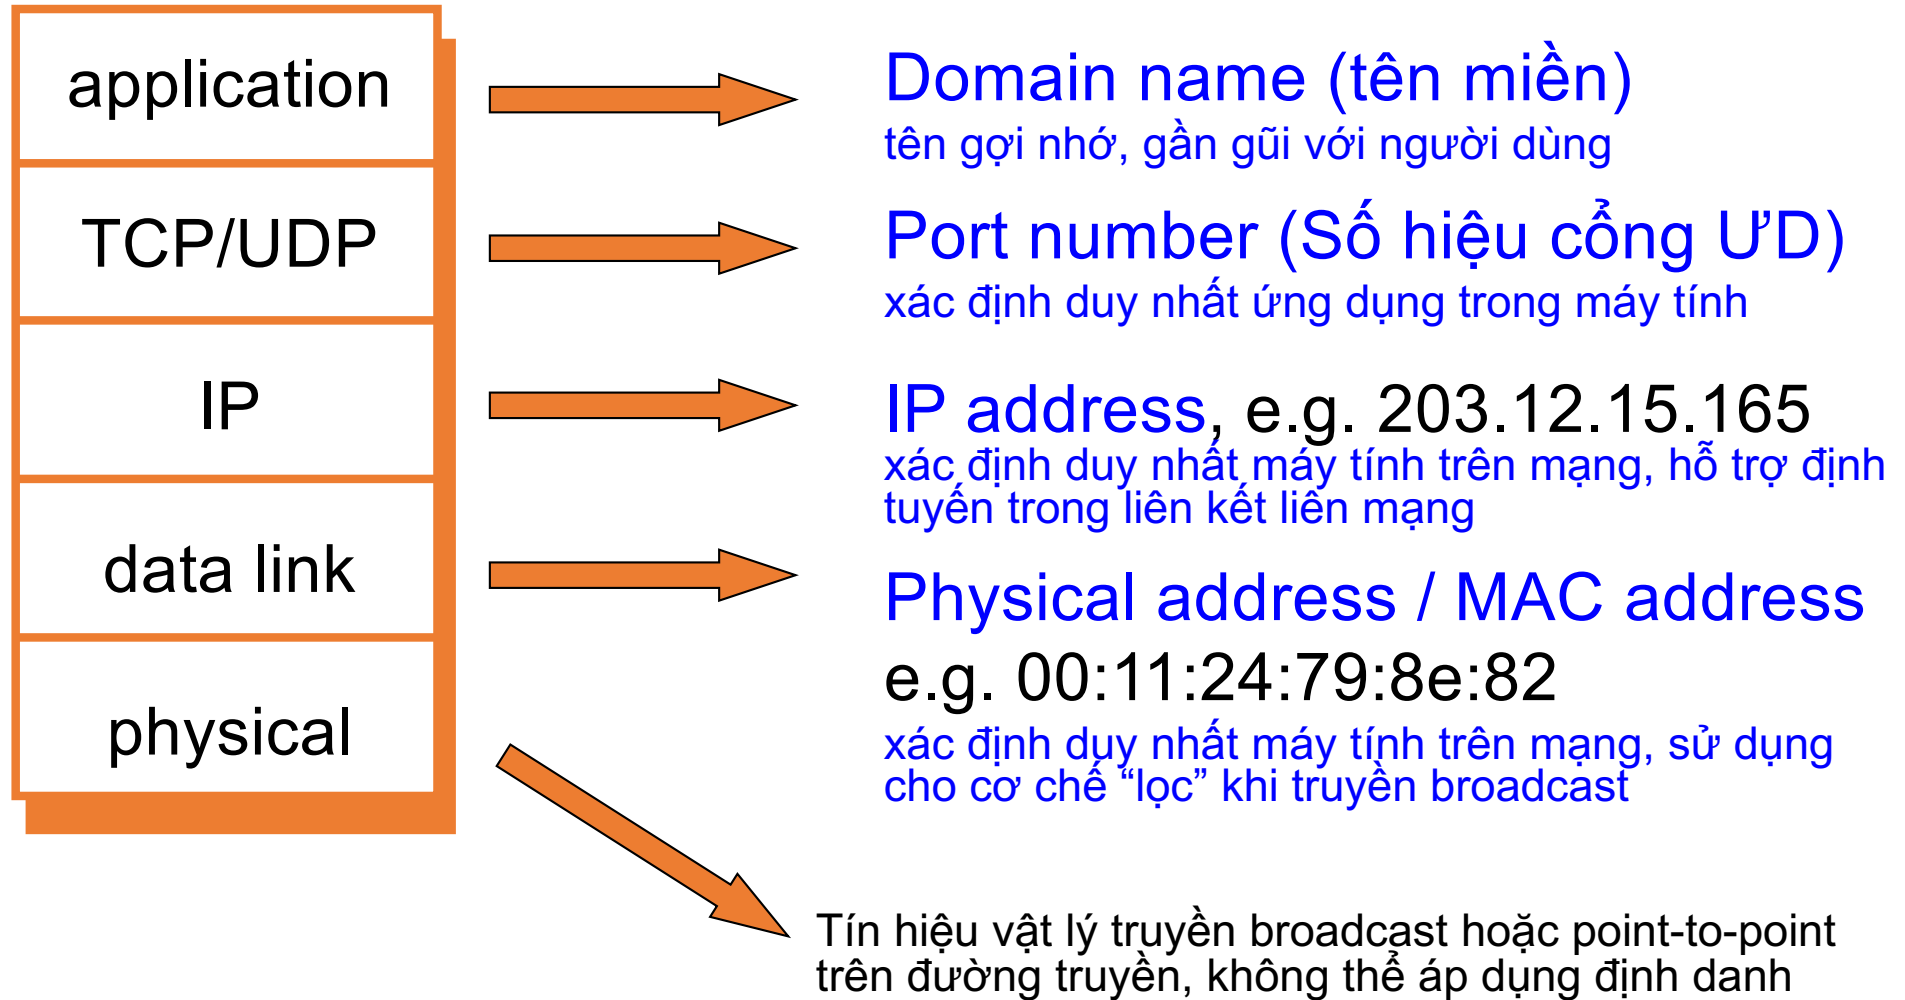 application
Domain name (tên miền)
tên gợi nhớ, gần gũi với người dùng
TCP/UDP
Port number (Số hiệu cổng ƯD)
xác định duy nhất ứng dụng trong máy tính
IP
IP address, e.g. 203.12.15.165
xác định duy nhất máy tính trên mạng, hỗ trợ định
tuyến trong liên kết liên mạng
data link
Physical address / MAC address
e.g. 00:11:24:79:8e:82
physical
xác định duy nhất máy tính trên mạng, sử dụng
cho cơ chế “lọc” khi truyền broadcast
Tín hiệu vật lý truyền broadcast hoặc point-to-point
trên đường truyền, không thể áp dụng định danh